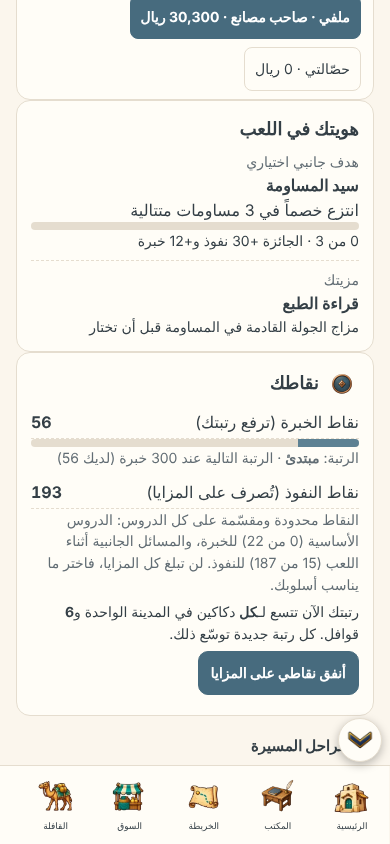 ملفي · صاحب مصانع · 30,300 ريال
حصّالتي · 0 ريال
هويتك في اللعب
هدف جانبي اختياري
سيد المساومة
انتزع خصماً في 3 مساومات متتالية
0 من 3 · الجائزة +30 نفوذ و+12 خبرة
مزيتك
قراءة الطبع
مزاج الجولة القادمة في المساومة قبل أن تختار
نقاطك
نقاط الخبرة (ترفع رتبتك) 56
الرتبة: مبتدئ · الرتبة التالية عند 300 خبرة (لديك 56)
نقاط النفوذ (تُصرف على المزايا) 193
النقاط محدودة ومقسّمة على كل الدروس: الدروس
الأساسية (0 من 22) للخبرة، والمسائل الجانبية أثناء
اللعب (15 من 187) للنفوذ. لن تبلغ كل المزايا، فاختر ما
يناسب أسلوبك.
رتبتك الآن تتسع لـكل دكاكين في المدينة الواحدة و6
قوافل. كل رتبة جديدة توسّع ذلك.
أنفق نقاطي على المزايا
مراحل المسيرة
الرئيسية
المكتب
الخريطة
السوق
القافلة